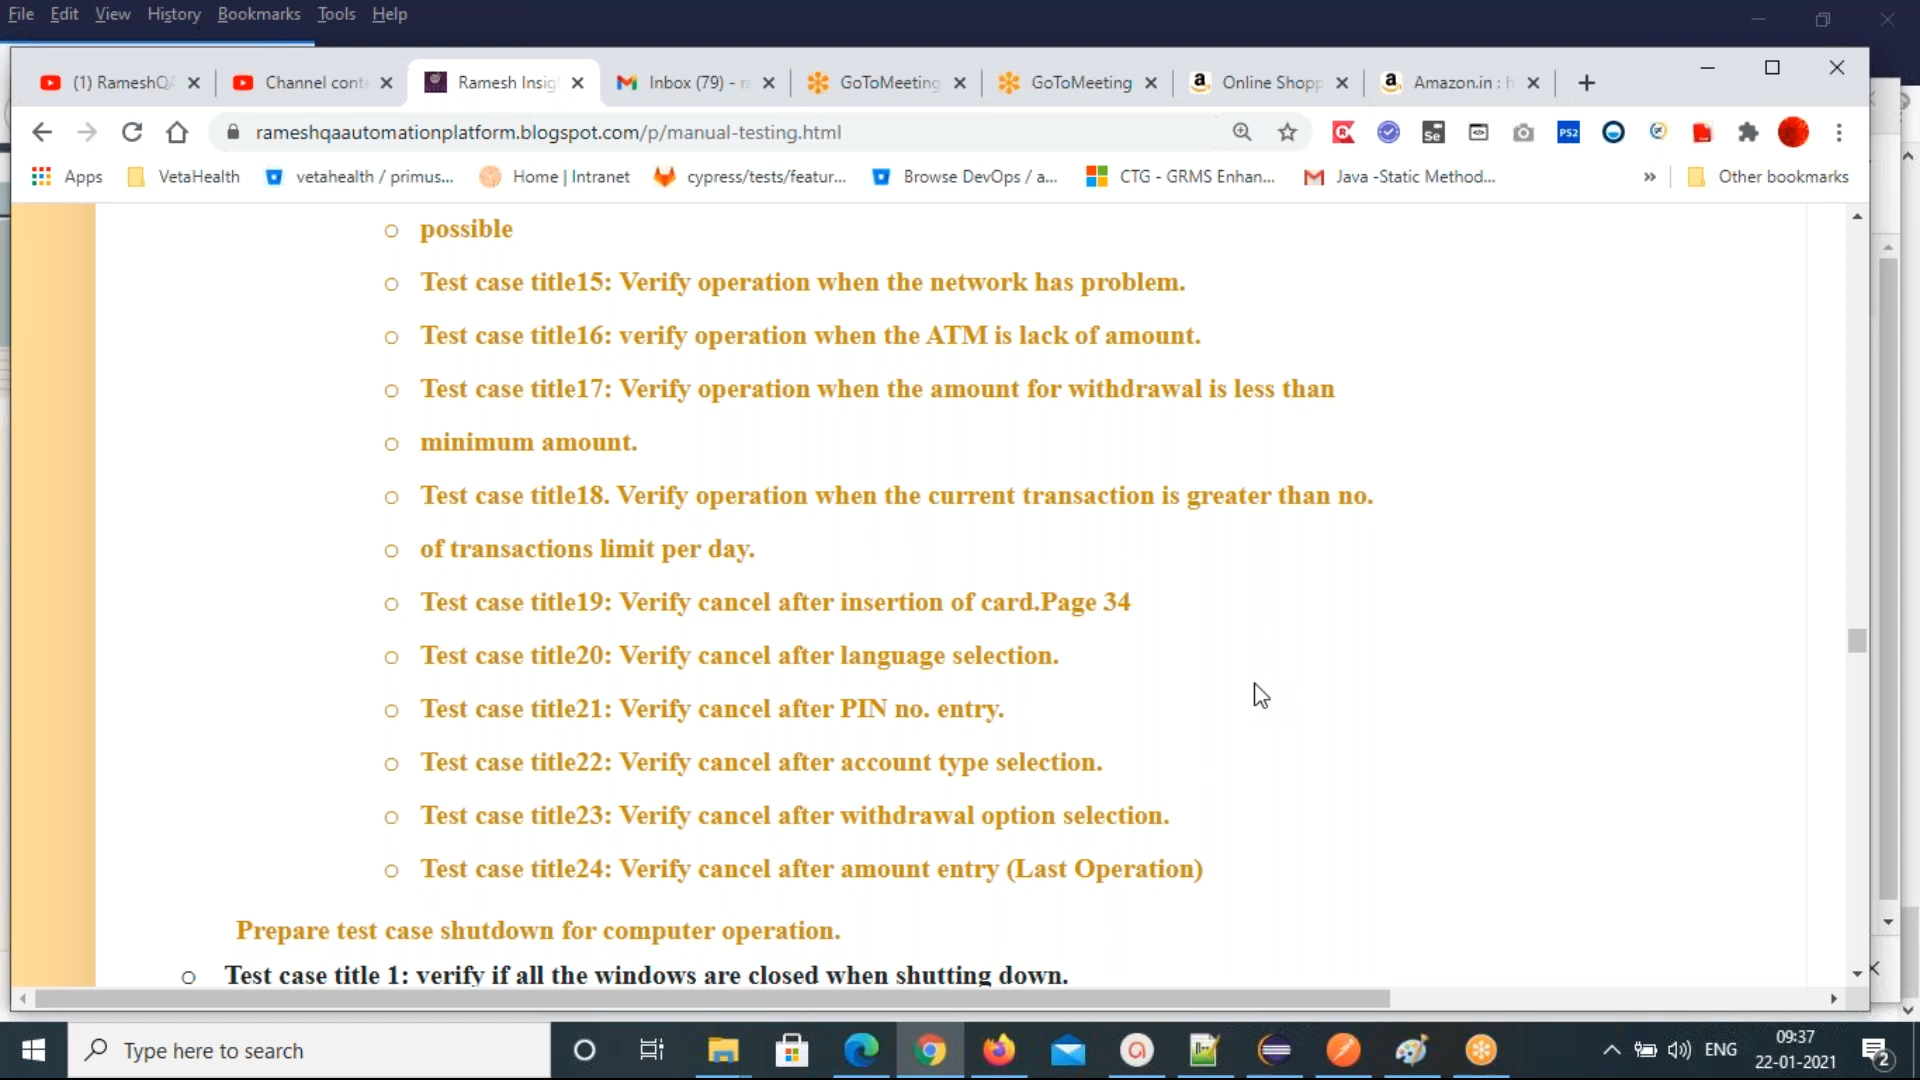 File Edit View History Bookmarks Tools Help
(1) RameshQA
Channel conte
Ramesh Insig
Inbox (79) - ra
GoToMeeting
GoToMeeting
Online Shopp
Amazon.in : h
rameshqaautomationplatform.blogspot.com/p/manual-testing.html
Apps
VetaHealth
vetahealth / primus...
Home | Intranet
cypress/tests/featur...
Browse DevOps / a...
CTG - GRMS Enhan...
Java -Static Method...
» Other bookmarks
possible
Test case title15: Verify operation when the network has problem.
Test case title16: verify operation when the ATM is lack of amount.
Test case title17: Verify operation when the amount for withdrawal is less than
minimum amount.
Test case title18. Verify operation when the current transaction is greater than no.
of transactions limit per day.
Test case title19: Verify cancel after insertion of card.Page 34
Test case title20: Verify cancel after language selection.
Test case title21: Verify cancel after PIN no. entry.
Test case title22: Verify cancel after account type selection.
Test case title23: Verify cancel after withdrawal option selection.
Test case title24: Verify cancel after amount entry (Last Operation)
Prepare test case shutdown for computer operation.
Test case title 1: verify if all the windows are closed when shutting down.
Type here to search
ENG
09:37
22-01-2021
2